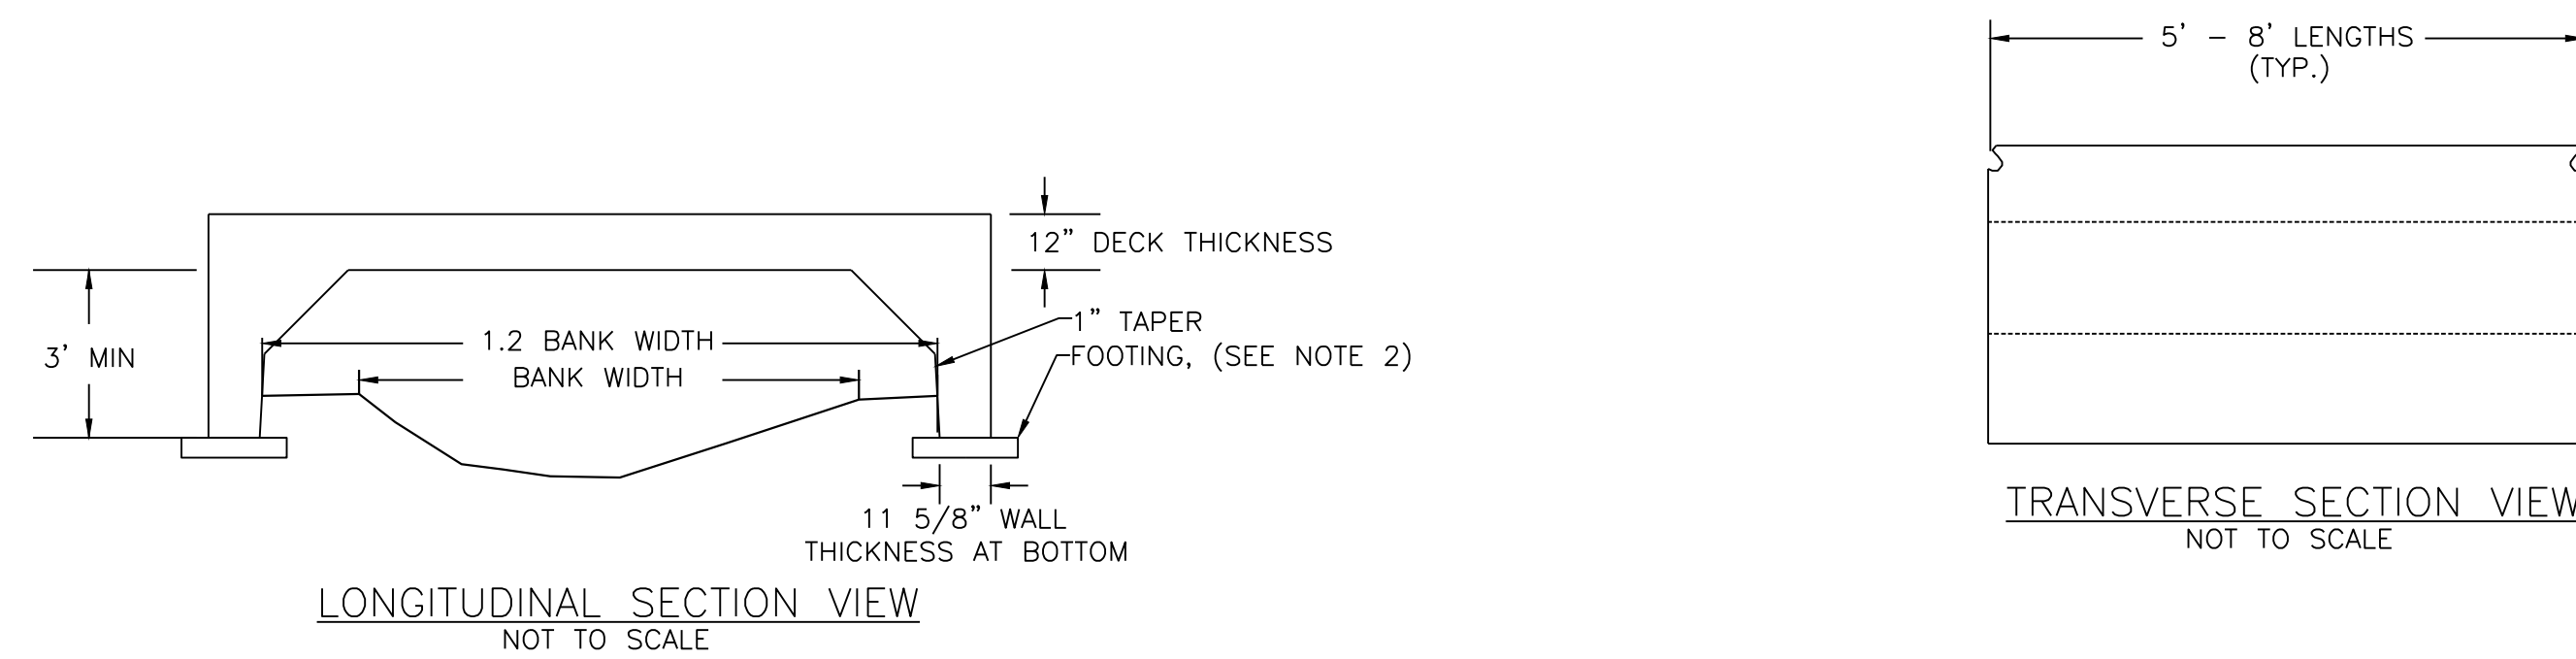 12” DECK THICKNESS
1” TAPER
FOOTING, (SEE NOTE 2)
3’ MIN
1.2 BANK WIDTH
BANK WIDTH
11 5/8” WALL
THICKNESS AT BOTTOM
LONGITUDINAL SECTION VIEW
NOT TO SCALE
5’ – 8’ LENGTHS
(TYP.)
TRANSVERSE SECTION VIEW
NOT TO SCALE